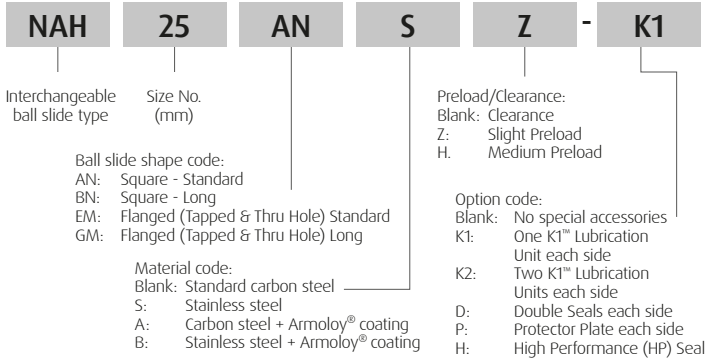 NAH 25 AN S Z - K1
Interchangeable
ball slide type
Size No.
(mm)
Preload/Clearance:
Blank: Clearance
Z: Slight Preload
H. Medium Preload
Ball slide shape code:
AN: Square - Standard
BN: Square - Long
EM: Flanged (Tapped & Thru Hole) Standard
GM: Flanged (Tapped & Thru Hole) Long
Material code:
Blank: Standard carbon steel
S: Stainless steel
A: Carbon steel + Armoloy® coating
B: Stainless steel + Armoloy® coating
Option code:
Blank: No special accessories
K1: One K1™ Lubrication
Unit each side
K2: Two K1™ Lubrication
Units each side
D: Double Seals each side
P: Protector Plate each side
H: High Performance (HP) Seal